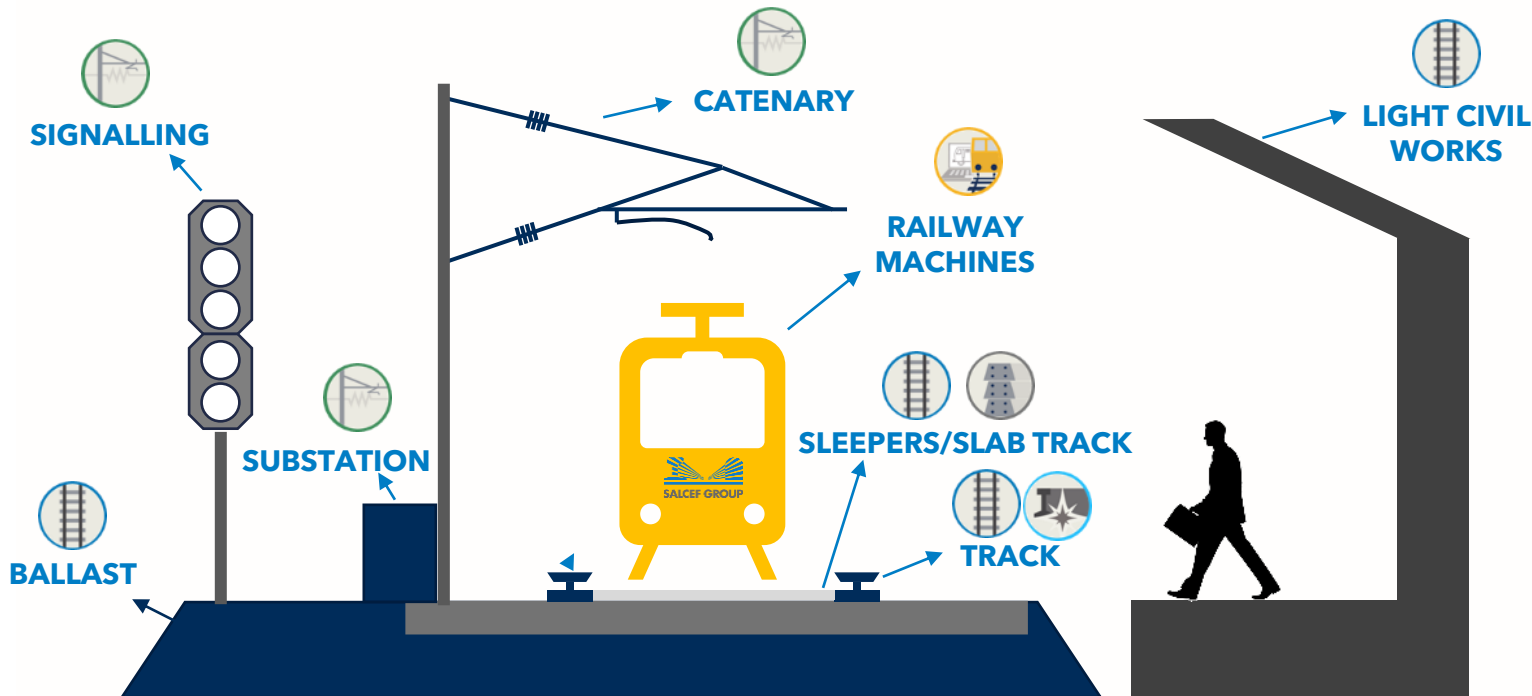 CATENARY
SIGNALLING
LIGHT CIVIL
WORKS
RAILWAY
MACHINES
SLEEPERS/SLAB TRACK
SUBSTATION
SALCEF GROUP
TRACK
BALLAST